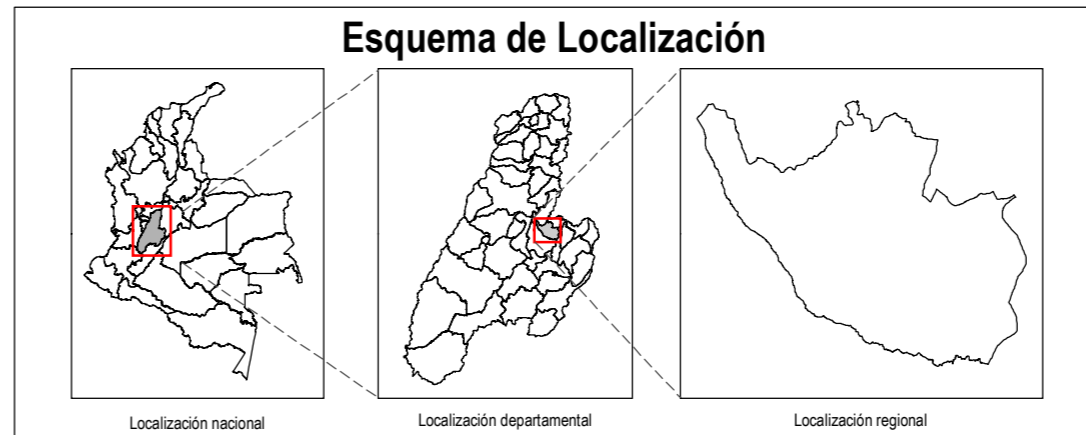 Esquema de Localización
Localización nacional
Localización departamental
Localización regional